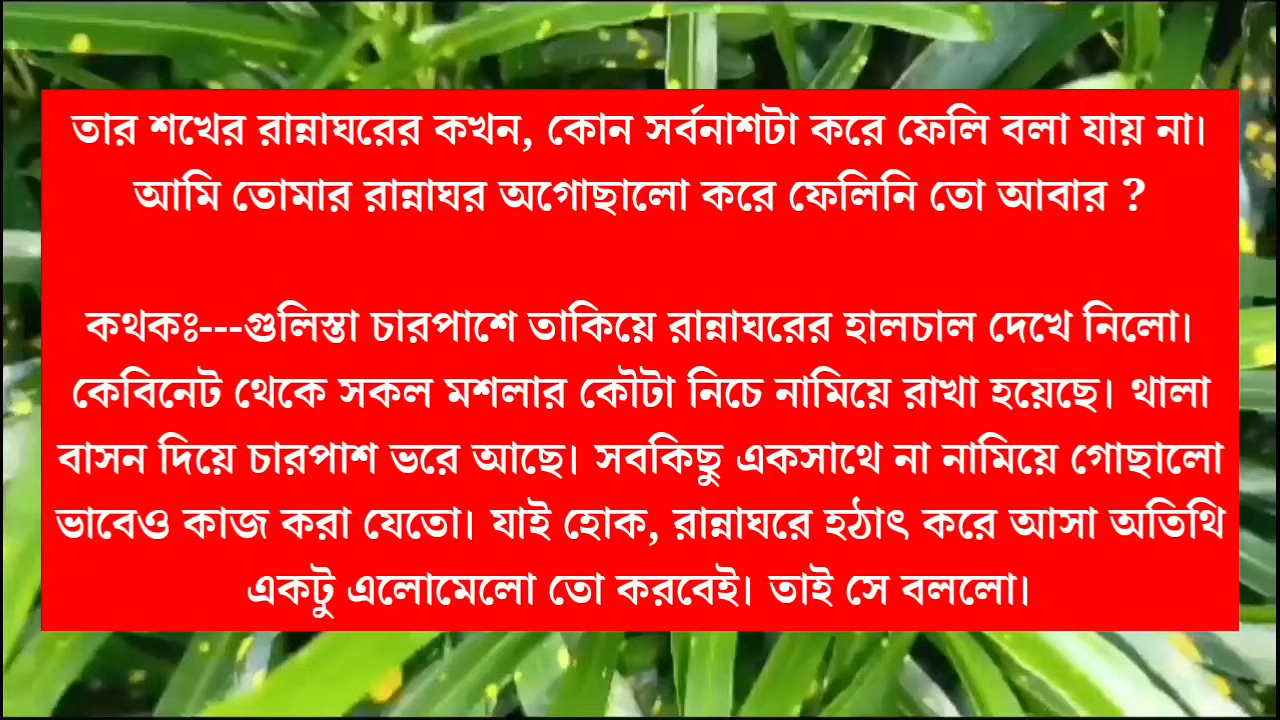 তার শখের রান্নাঘরের কখন, কোন সর্বনাশটা করে ফেলি বলা যায় না।
আমি তোমার রান্নাঘর অগোছালো করে ফেলিনি তো আবার ?
কথকঃ---গুলিস্তা চারপাশে তাকিয়ে রান্নাঘরের হালচাল দেখে নিলো।
কেবিনেট থেকে সকল মশলার কৌটা নিচে নামিয়ে রাখা হয়েছে। থালা
বাসন দিয়ে চারপাশ ভরে আছে। সবকিছু একসাথে না নামিয়ে গোছালো
ভাবেও কাজ করা যেতো। যাই হোক, রান্নাঘরে হঠাৎ করে আসা অতিথি
একটু এলোমেলো তো করবেই। তাই সে বললো।